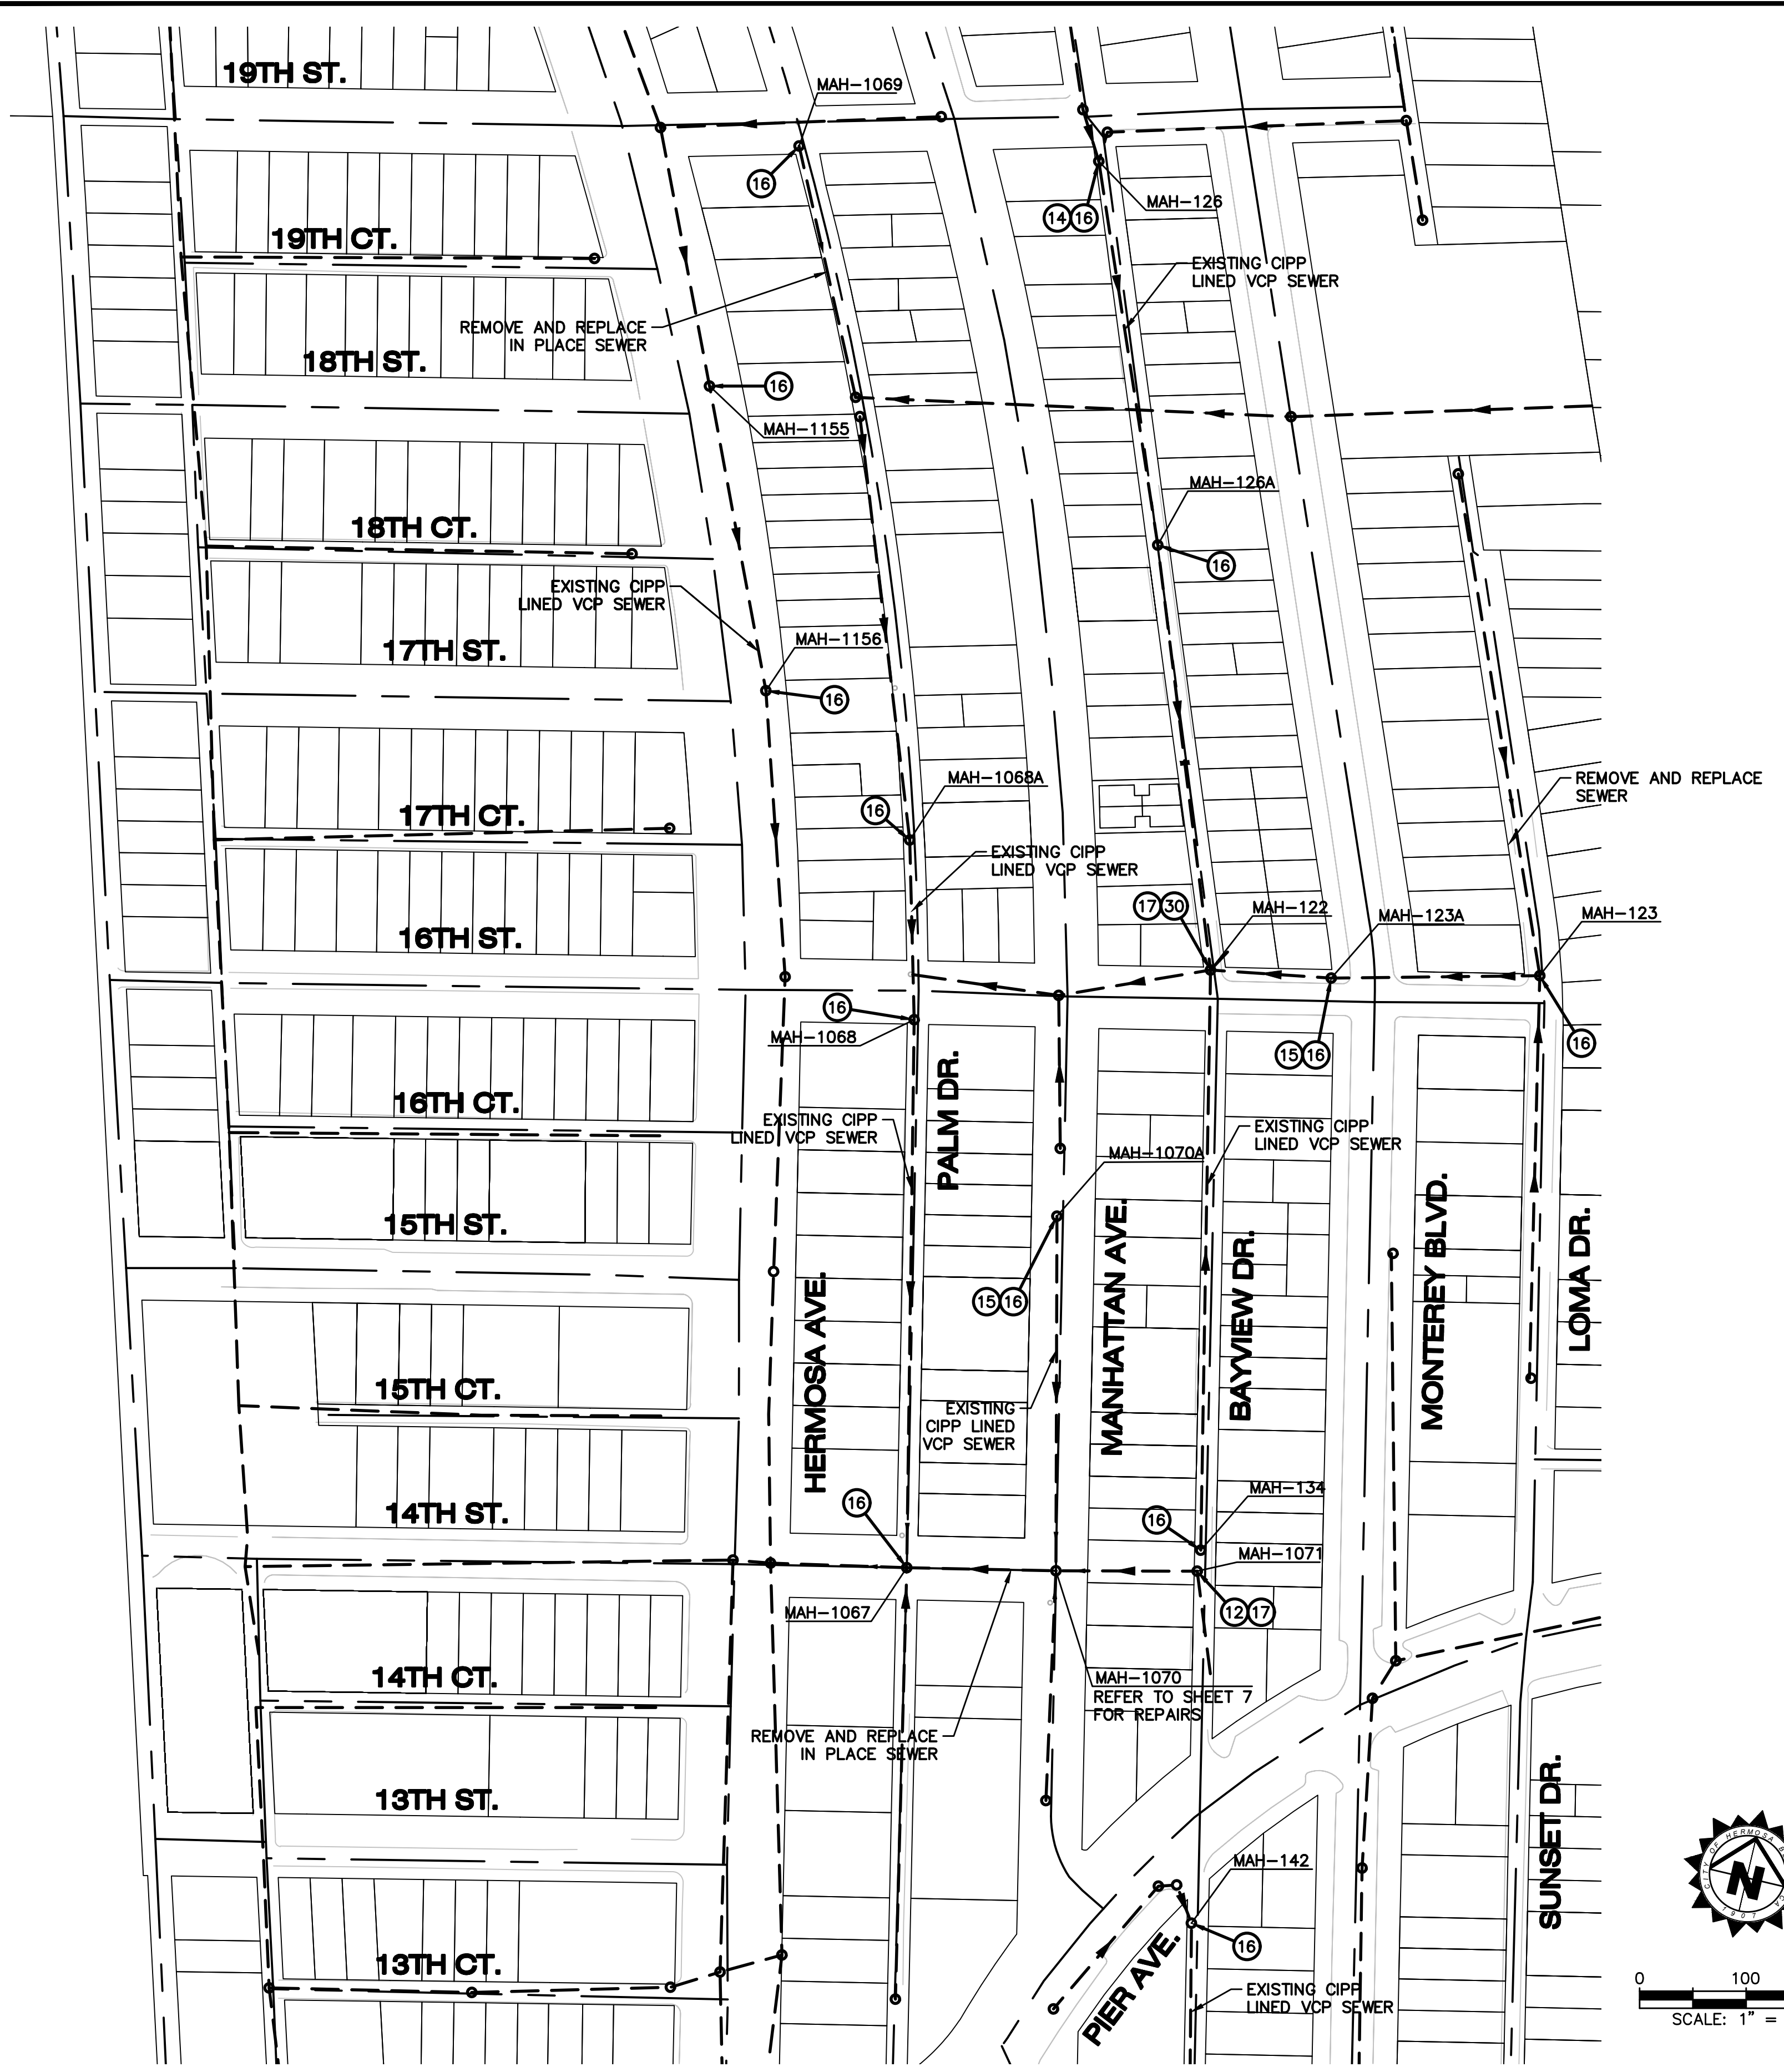 19TH ST.
MAH-1069
16
MAH-126
14 16
19TH CT.
EXISTING CIPP
LINED VCP SEWER
REMOVE AND REPLACE
IN PLACE SEWER
18TH ST.
16
MAH-1155
MAH-126A
16
18TH CT.
EXISTING CIPP
LINED VCP SEWER
17TH ST.
MAH-1156
16
MAH-1068A
16
REMOVE AND REPLACE
SEWER
17TH CT.
EXISTING CIPP
LINED VCP SEWER
17 30
MAH-122
MAH-123A
MAH-123
16TH ST.
16
MAH-1068
15 16
16
PALM DR.
16TH CT.
EXISTING CIPP
LINED VCP SEWER
EXISTING CIPP
LINED VCP SEWER
MAH-1070A
15TH ST.
15 16
HERMOSA AVE.
MANHATTAN AVE.
BAYVIEW DR.
MONTEREY BLVD.
LOMA DR.
15TH CT.
EXISTING
CIPP LINED
VCP SEWER
14TH ST.
16
MAH-134
16
MAH-1071
MAH-1067
12 17
14TH CT.
MAH-1070
REFER TO SHEET 7
FOR REPAIRS
REMOVE AND REPLACE
IN PLACE SEWER
13TH ST.
SUNSET DR.
MAH-142
16
13TH CT.
PIER AVE.
EXISTING CIPP
LINED VCP SEWER
CITY OF HERMOSA
N
1907
0 100
SCALE: 1" =